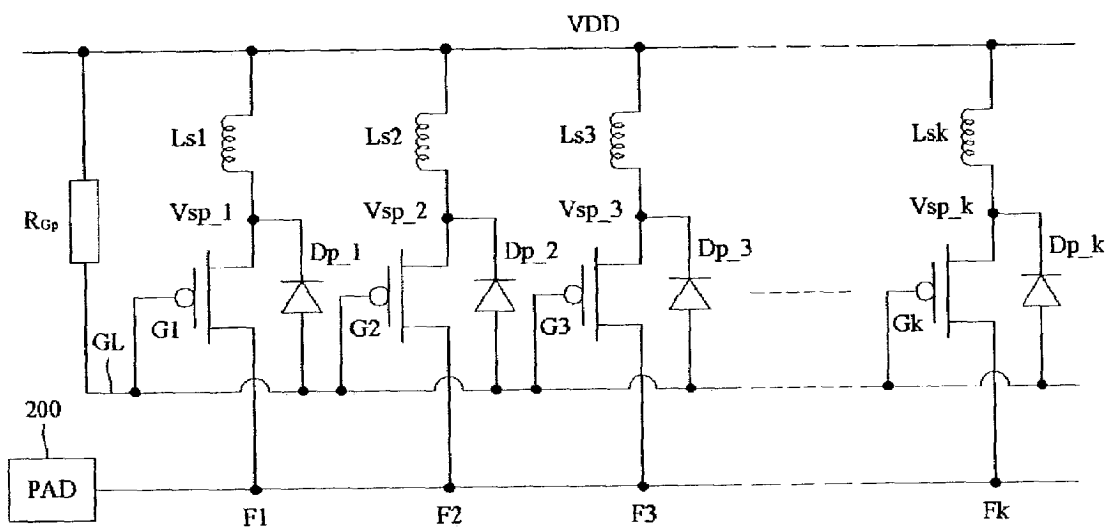 VDD
Ls1 Ls2 Ls3 Lsk
Vsp_1 Vsp_2 Vsp_3 Vsp_k
RGp
Dp_1 Dp_2 Dp_3 Dp_k
G1 G2 G3 Gk
GL
200
PAD
F1 F2 F3 Fk